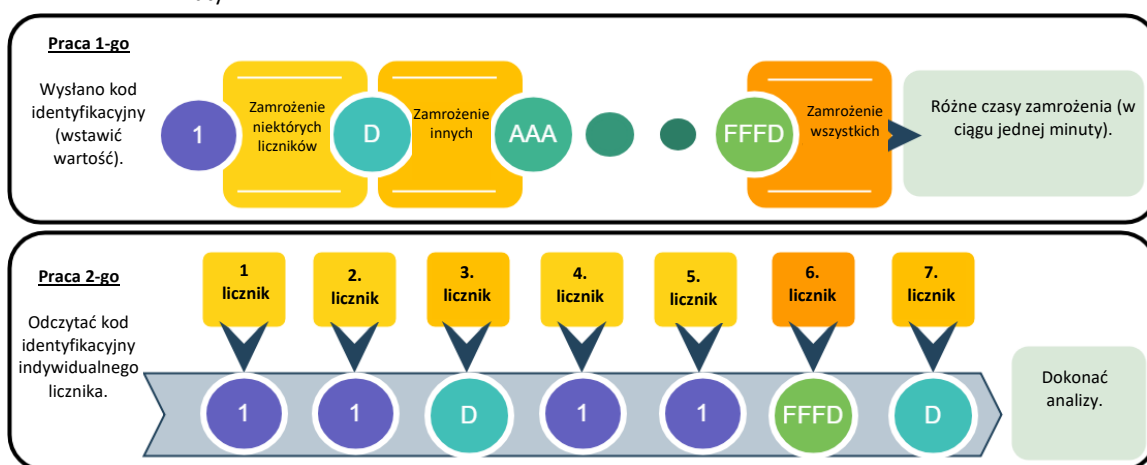 Praca 1-go
Wysłano kod
identyfikacyjny
(wstawić
wartość).
1
Zamrożenie
niektórych
liczników
D
Zamrożenie
innych
AAA
FFFD
Zamrożenie
wszystkich
Różne czasy zamrożenia (w
ciągu jednej minuty).
Praca 2-go
Odczytać kod
identyfikacyjny
indywidualnego
licznika.
1
licznik
2.
licznik
3.
licznik
4.
licznik
5.
licznik
6.
licznik
7.
licznik
1
1
D
1
1
FFFD
D
Dokonać
analizy.